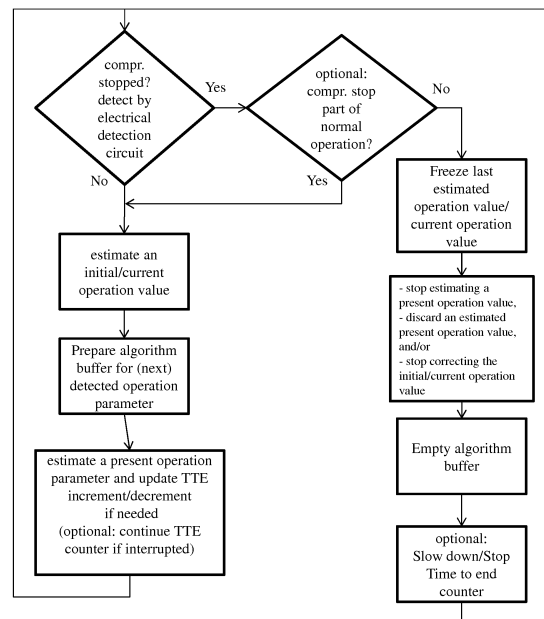 compr.
stopped?
detect by
electrical
detection
circuit
Yes
No
optional:
compr. stop
part of
normal
operation?
No
Yes
estimate an
initial/current
operation value
Prepare algorithm
buffer for (next)
detected operation
parameter
estimate a present operation
parameter and update TTE
increment/decrement
if needed
(optional: continue TTE
counter if interrupted)
Freeze last
estimated
operation value/
current operation
value
- stop estimating a
present operation value,
- discard an estimated
present operation value,
and/or
- stop correcting the
initial/current operation
value
Empty algorithm
buffer
optional:
Slow down/Stop
Time to end
counter